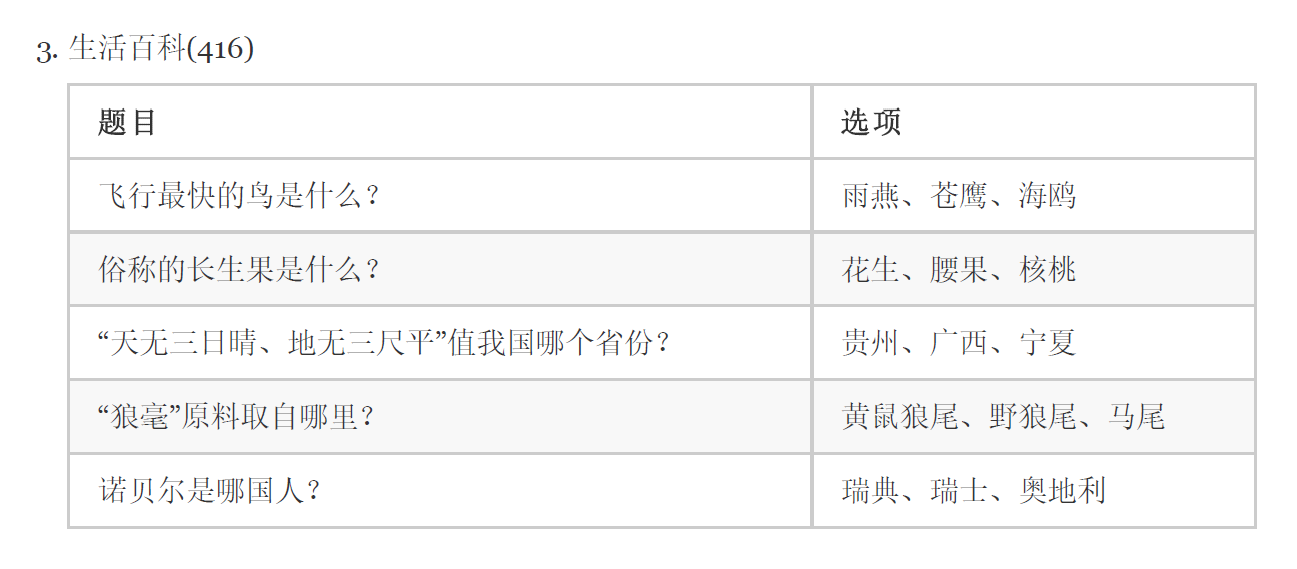 3. 生活百科(416)
题目 选项
飞行最快的鸟是什么？ 雨燕、苍鹰、海鸥
俗称的长生果是什么？ 花生、腰果、核桃
“天无三日晴、地无三尺平”值我国哪个省份？ 贵州、广西、宁夏
“狼毫”原料取自哪里？ 黄鼠狼尾、野狼尾、马尾
诺贝尔是哪国人？ 瑞典、瑞士、奥地利